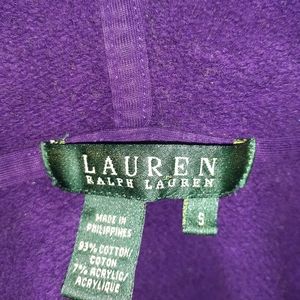 LAUREN
RALPH LAUREN
S
MADE IN
PHILIPPINES
93% COTTON/
COTON
7% ACRYLIC/
ACRYLIQUE